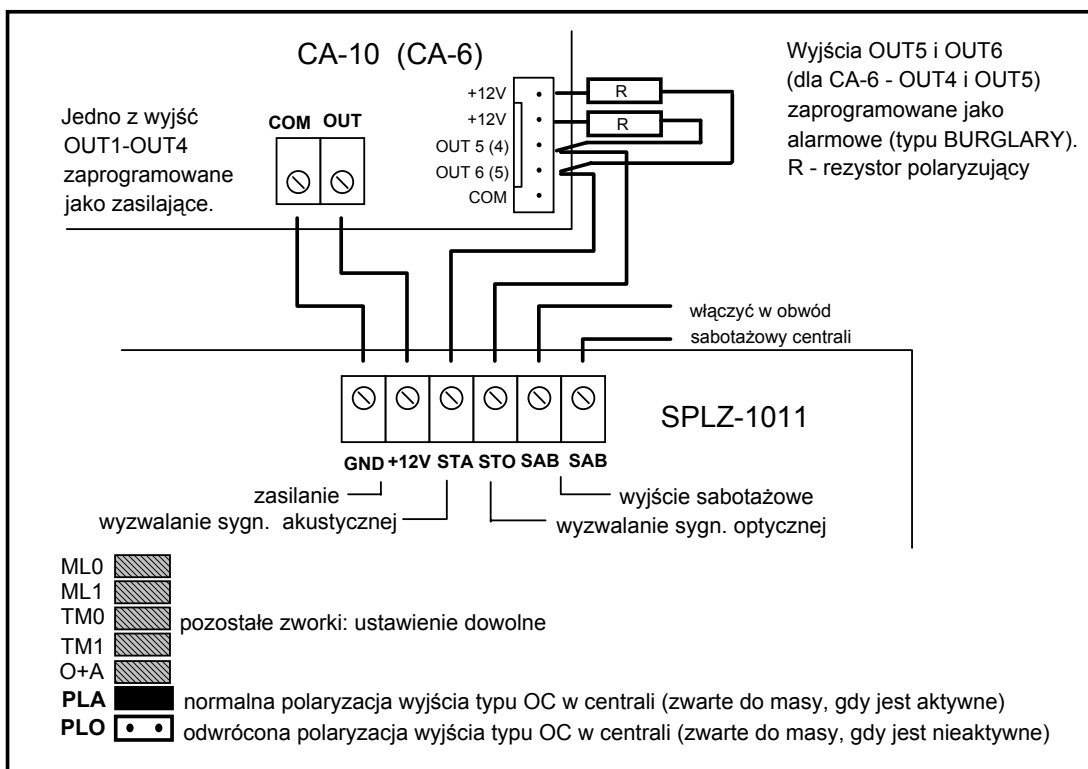 CA-10 (CA-6)
Wyjścia OUT5 i OUT6
(dla CA-6 - OUT4 i OUT5)
zaprogramowane jako
alarmowe (typu BURGLARY).
R - rezystor polaryzujący
Jedno z wyjść
OUT1-OUT4
zaprogramowane
jako zasilające.
COM OUT
+12V
+12V
OUT 5 (4)
OUT 6 (5)
COM
R
R
włączyć w obwód
sabotażowy centrali
SPLZ-1011
GND +12V STA STO SAB SAB
zasilanie
wyjście sabotażowe
wyzwalanie sygn. akustycznej
wyzwalanie sygn. optycznej
ML0
ML1
TM0
pozostałe zworki: ustawienie dowolne
TM1
O+A
PLA normalna polaryzacja wyjścia typu OC w centrali (zwarte do masy, gdy jest aktywne)
PLO odwrócona polaryzacja wyjścia typu OC w centrali (zwarte do masy, gdy jest nieaktywne)